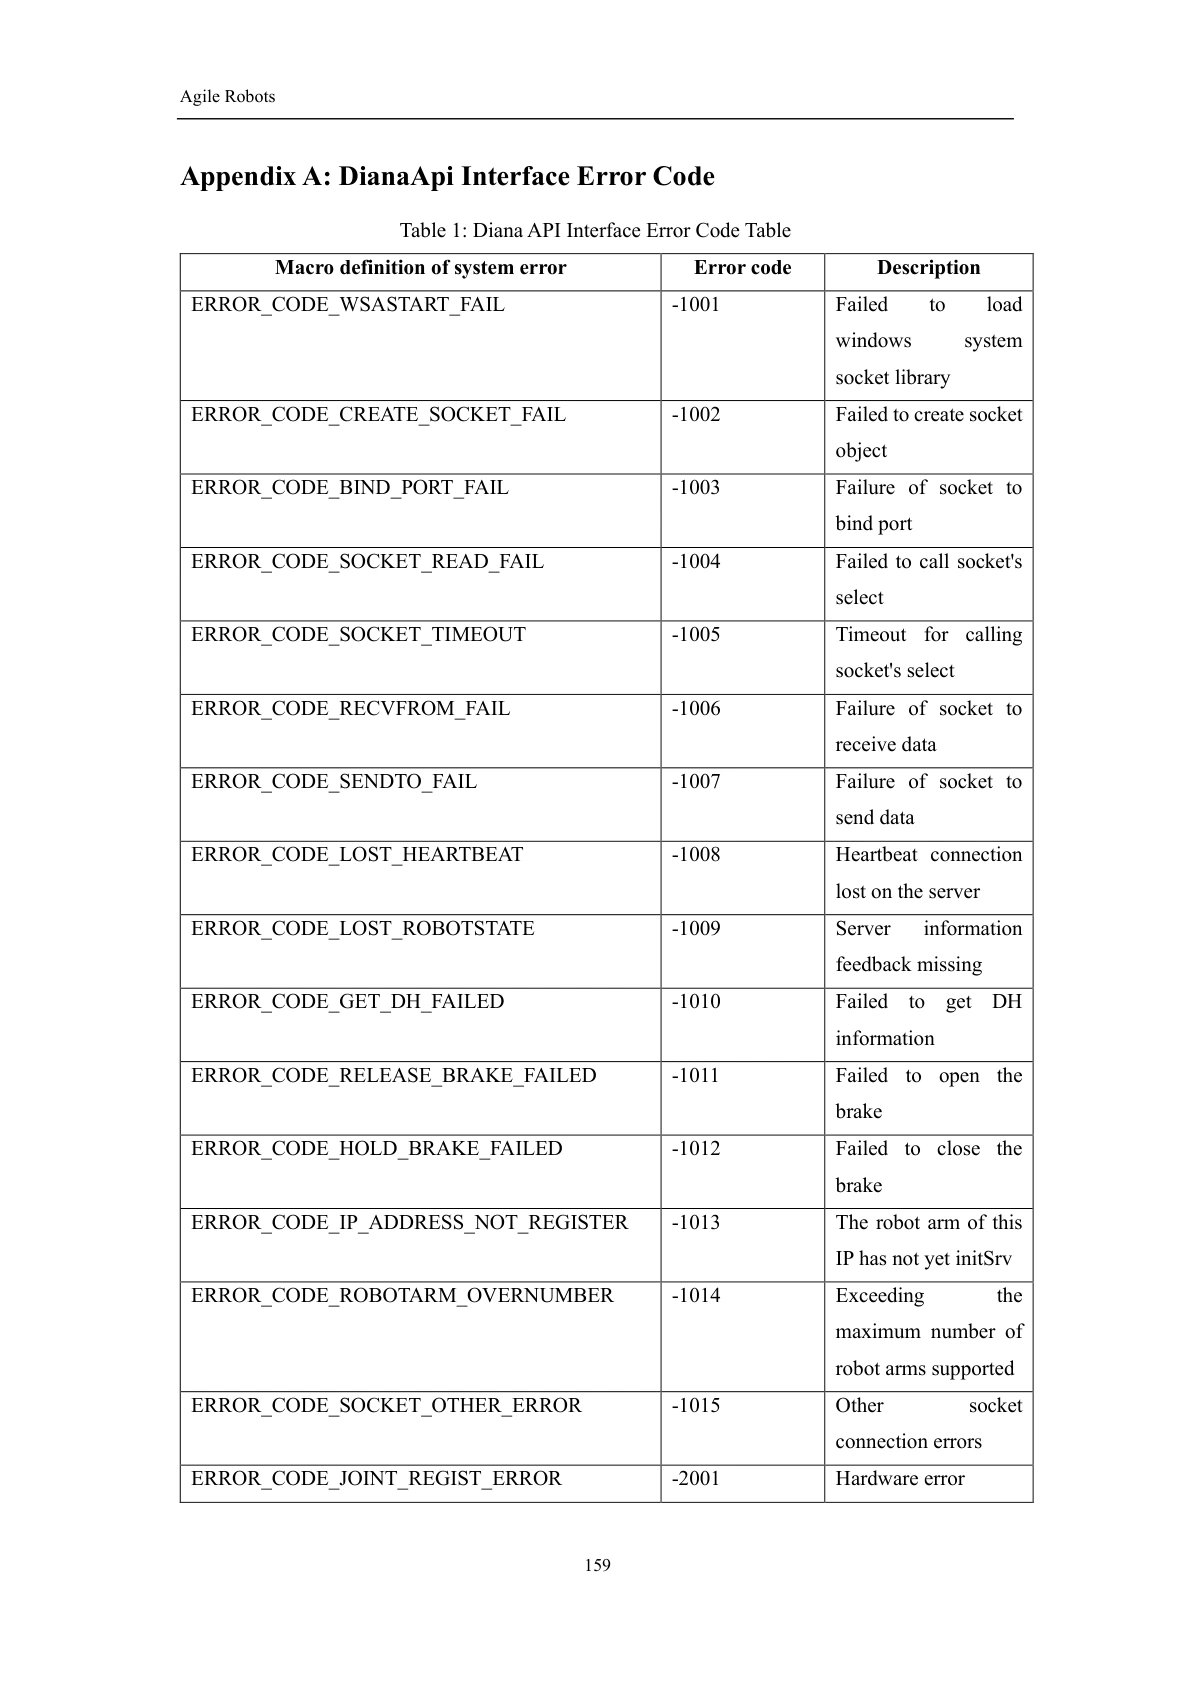 Agile Robots
Appendix A: DianaApi Interface Error Code
Table 1: Diana API Interface Error Code Table
Macro definition of system error Error code Description
ERROR_CODE_WSASTART_FAIL -1001 Failed to load
windows system
socket library
ERROR_CODE_CREATE_SOCKET_FAIL -1002 Failed to create socket
object
ERROR_CODE_BIND_PORT_FAIL -1003 Failure of socket to
bind port
ERROR_CODE_SOCKET_READ_FAIL -1004 Failed to call socket's
select
ERROR_CODE_SOCKET_TIMEOUT -1005 Timeout for calling
socket's select
ERROR_CODE_RECVFROM_FAIL -1006 Failure of socket to
receive data
ERROR_CODE_SENDTO_FAIL -1007 Failure of socket to
send data
ERROR_CODE_LOST_HEARTBEAT -1008 Heartbeat connection
lost on the server
ERROR_CODE_LOST_ROBOTSTATE -1009 Server information
feedback missing
ERROR_CODE_GET_DH_FAILED -1010 Failed to get DH
information
ERROR_CODE_RELEASE_BRAKE_FAILED -1011 Failed to open the
brake
ERROR_CODE_HOLD_BRAKE_FAILED -1012 Failed to close the
brake
ERROR_CODE_IP_ADDRESS_NOT_REGISTER -1013 The robot arm of this
IP has not yet initSrv
ERROR_CODE_ROBOTARM_OVERNUMBER -1014 Exceeding the
maximum number of
robot arms supported
ERROR_CODE_SOCKET_OTHER_ERROR -1015 Other socket
connection errors
ERROR_CODE_JOINT_REGIST_ERROR -2001 Hardware error
159